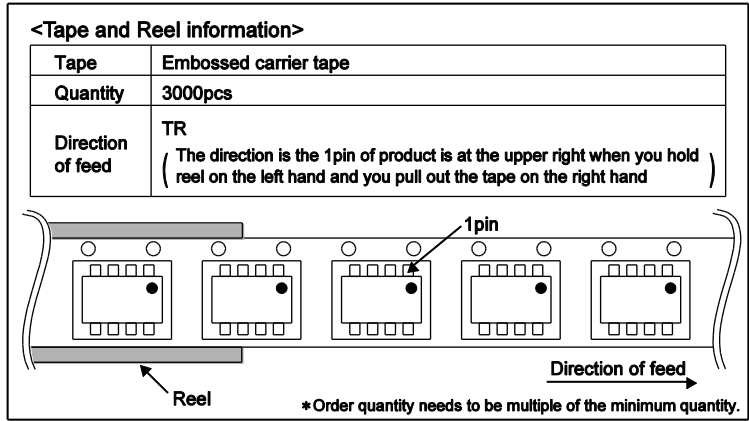 <Tape and Reel information>
Tape Embossed carrier tape
Quantity 3000pcs
Direction
of feed
TR
( The direction is the 1pin of product is at the upper right when you hold
reel on the left hand and you pull out the tape on the right hand )
1pin
Direction of feed
Reel
*Order quantity needs to be multiple of the minimum quantity.